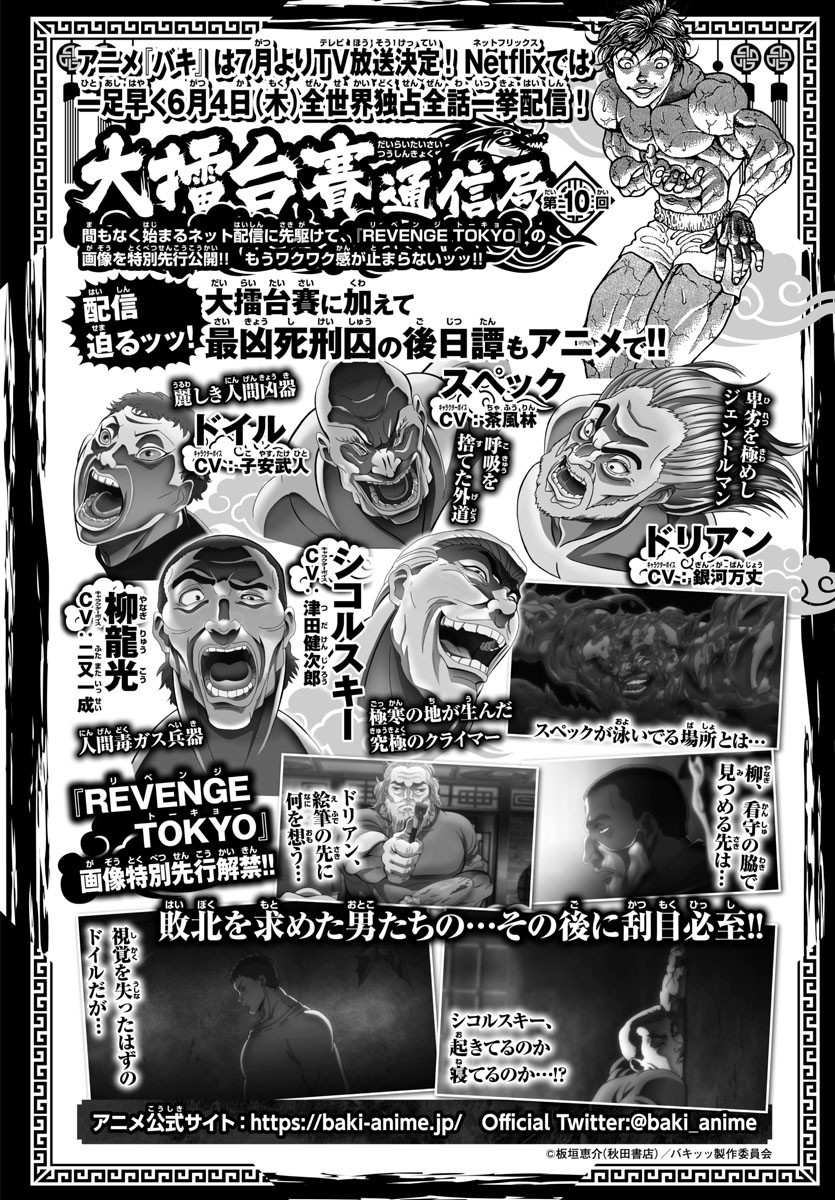 アニメ『バキ』は7月よりTV放送決定！Netflixでは
一足早く6月4日(木)全世界独占全話一挙配信！
大擂台賽通信局
だいらいたいさい
つうしんきょく
第10回
間もなく始まるネット配信に先駆けて、『REVENGE TOKYO』の
画像を特別先行公開!! もうワクワク感が止まらないッッ!!
配信
迫るッッ!
大擂台賽に加えて
最凶死刑囚の後日譚もアニメで!!
麗しき人間凶器
ドイル
CV：子安武人
スペック
CV：茶風林
呼吸を
捨てた外道
卑劣を極めし
ジェントルマン
ドリアン
CV：銀河万丈
柳龍光
CV：二又一成
人間毒ガス兵器
シコルスキー
CV：津田健次郎
極寒の地が生んだ
究極のクライマー
スペックが泳いでる場所とは…
『REVENGE
TOKYO』
画像特別先行解禁!!
ドリアン、
絵筆の先に
何を想う…
柳、看守の脇で
見つめる先は…
敗北を求めた男たちの…その後に刮目必至!!
視覚を失ったはずの
ドイルだが…
シコルスキー、
起きてるのか
寝てるのか…!?
アニメ公式サイト：https://baki-anime.jp/ Official Twitter:@baki_anime
©板垣恵介(秋田書店)／バキッッ製作委員会